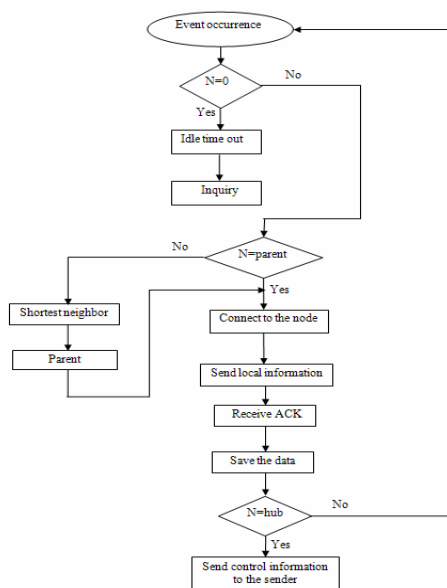 Event occurrence
N=0
No
Yes
Idle time out
Inquiry
No
N=parent
Yes
Shortest neighbor
Connect to the node
Parent
Send local information
Receive ACK
Save the data
N=hub
No
Yes
Send control information
to the sender